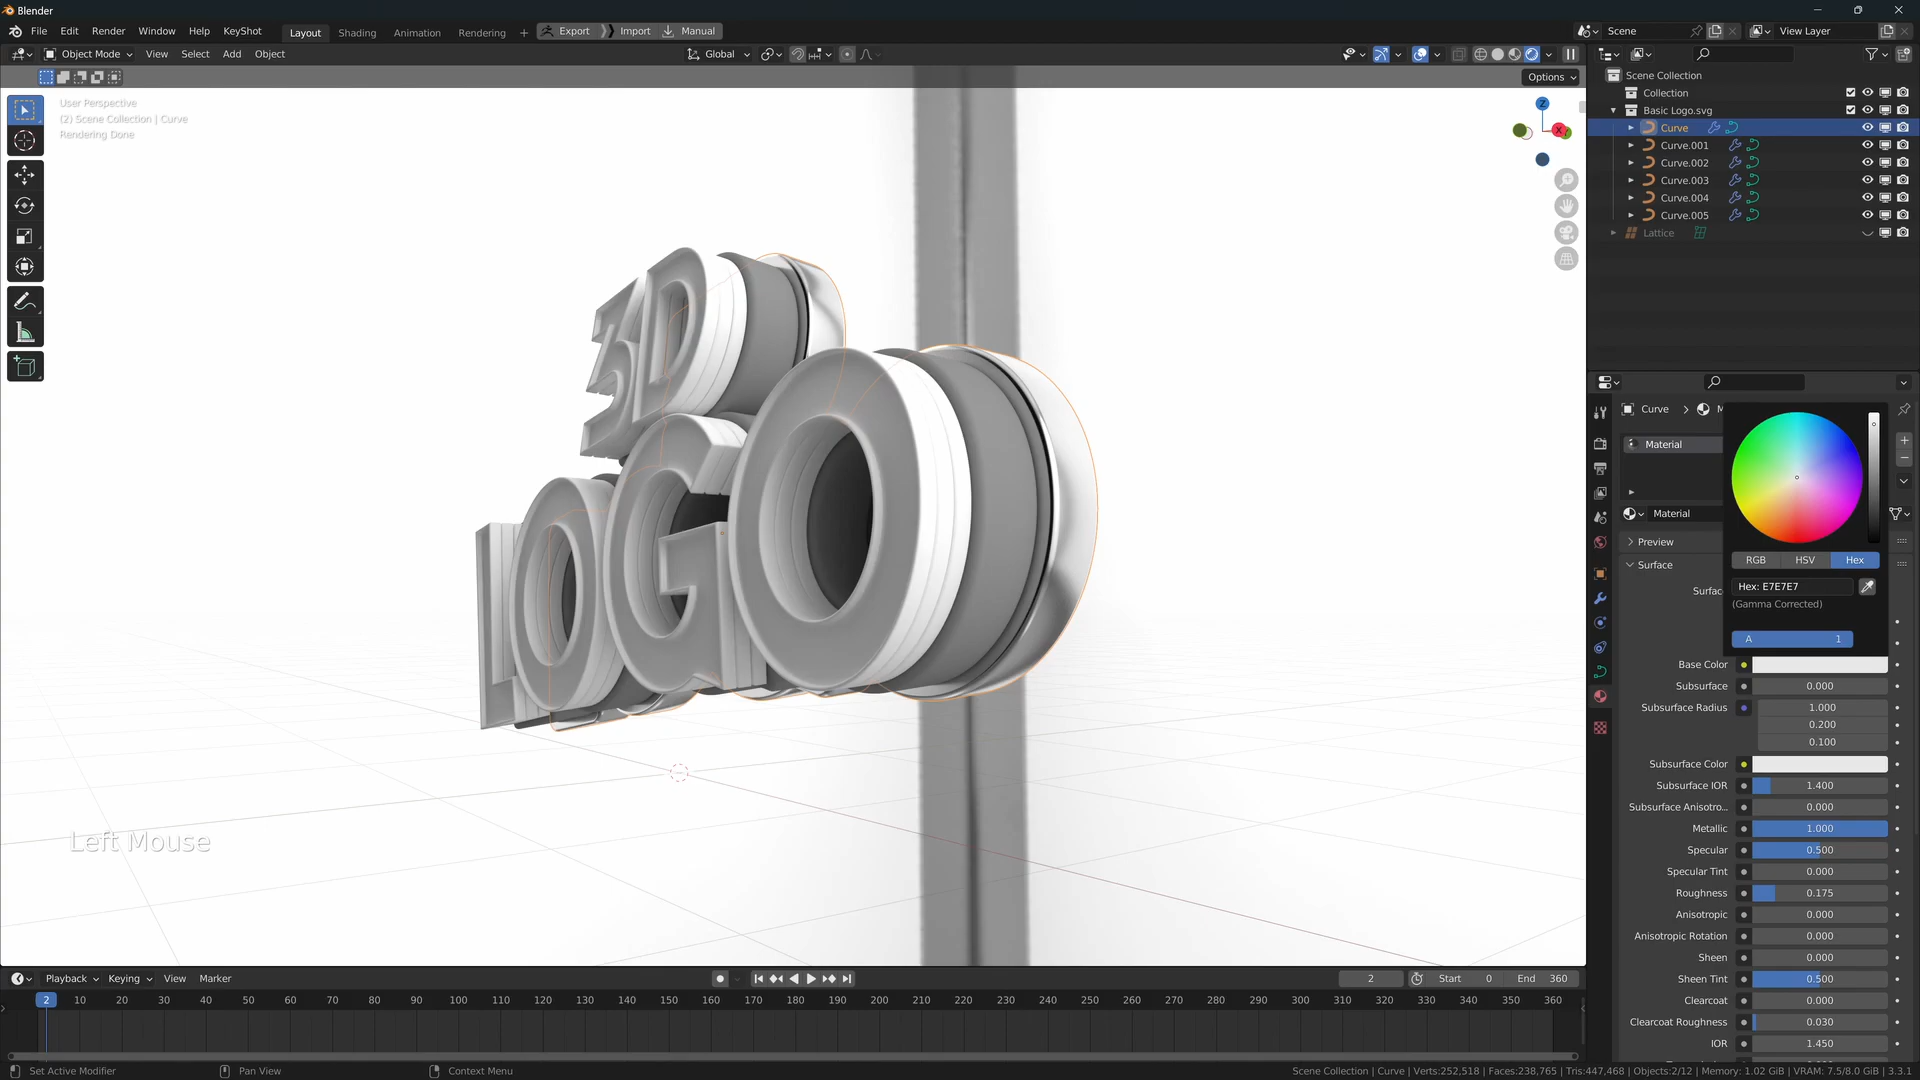 Blender
File Edit Render Window Help KeyShot Layout Shading Animation Rendering + Export Import Manual Scene View Layer
Object Mode View Select Add Object Global
Options
User Perspective
(2) Scene Collection | Curve
Rendering Done
Z
X
Scene Collection
Collection
Basic Logo.svg
Curve
Curve.001
Curve.002
Curve.003
Curve.004
Curve.005
Lattice
3D
LOGO
Left Mouse
Curve > M
Material
Material
RGB HSV Hex
Hex: E7E7E7
(Gamma Corrected)
A 1
Preview
Surface
Surfac
Base Color
Subsurface 0.000
Subsurface Radius 1.000
0.200
0.100
Subsurface Color
Subsurface IOR 1.400
Subsurface Anisotro... 0.000
Metallic 1.000
Specular 0.500
Specular Tint 0.000
Roughness 0.175
Anisotropic 0.000
Anisotropic Rotation 0.000
Sheen 0.000
Sheen Tint 0.500
Clearcoat 0.000
Clearcoat Roughness 0.030
IOR 1.450
Playback Keying View Marker 2 Start 0 End 360
2 10 20 30 40 50 60 70 80 90 100 110 120 130 140 150 160 170 180 190 200 210 220 230 240 250 260 270 280 290 300 310 320 330 340 350 360
Set Active Modifier Pan View Context Menu Scene Collection | Curve | Verts:252,518 | Faces:238,765 | Tris:447,468 | Objects:2/12 | Memory: 1.02 GiB | VRAM: 7.5/8.0 GiB | 3.3.1